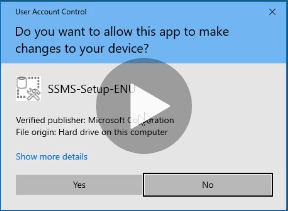 User Account Control
Do you want to allow this app to make
changes to your device?
SSMS-Setup-ENU
Verified publisher: Microsoft Corporation
File origin: Hard drive on this computer
Show more details
Yes
No